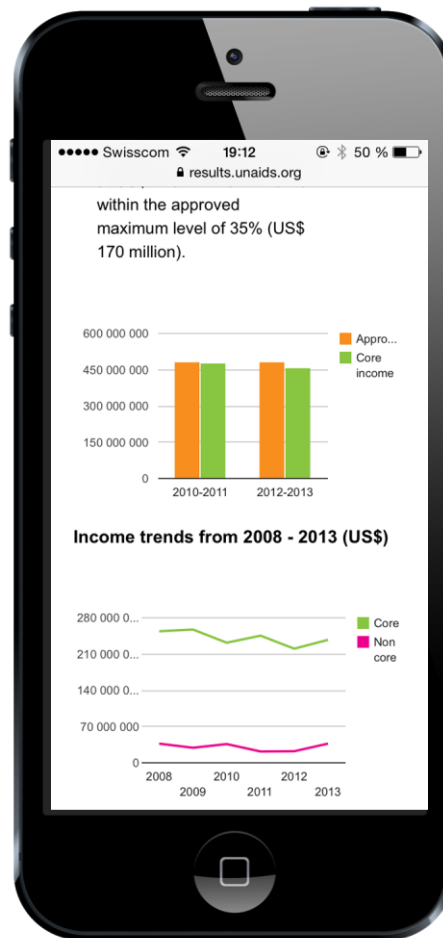 Swisscom 19:12 50 %
results.unaids.org
within the approved
maximum level of 35% (US$
170 million).
600 000 000
450 000 000
300 000 000
150 000 000
0
Appro...
Core
income
2010-2011 2012-2013
Income trends from 2008 - 2013 (US$)
280 000 0...
210 000 0...
140 000 0...
70 000 000
0
Core
Non
core
2008 2010 2012
2009 2011 2013